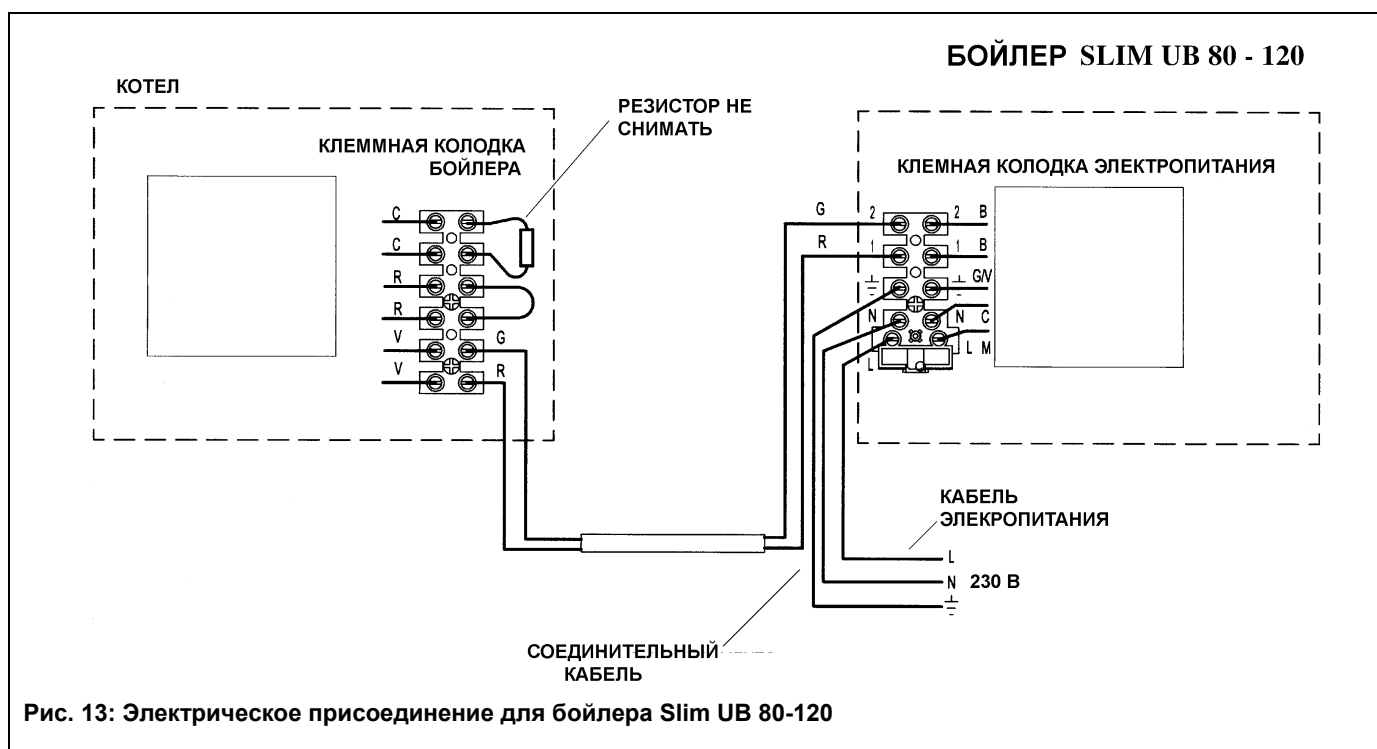 БОЙЛЕР SLIM UB 80 - 120
КОТЕЛ
РЕЗИСТОР НЕ
СНИМАТЬ
КЛЕММНАЯ КОЛОДКА
БОЙЛЕРА
КЛЕМНАЯ КОЛОДКА ЭЛЕКТРОПИТАНИЯ
C
C
R
R
V
V
G
R
G
R
2
1
N
L
2 B
1 B
G/V
N C
L M
КАБЕЛЬ
ЭЛЕКРОПИТАНИЯ
L
N 230 В
СОЕДИНИТЕЛЬНЫЙ
КАБЕЛЬ
Рис. 13: Электрическое присоединение для бойлера Slim UB 80-120